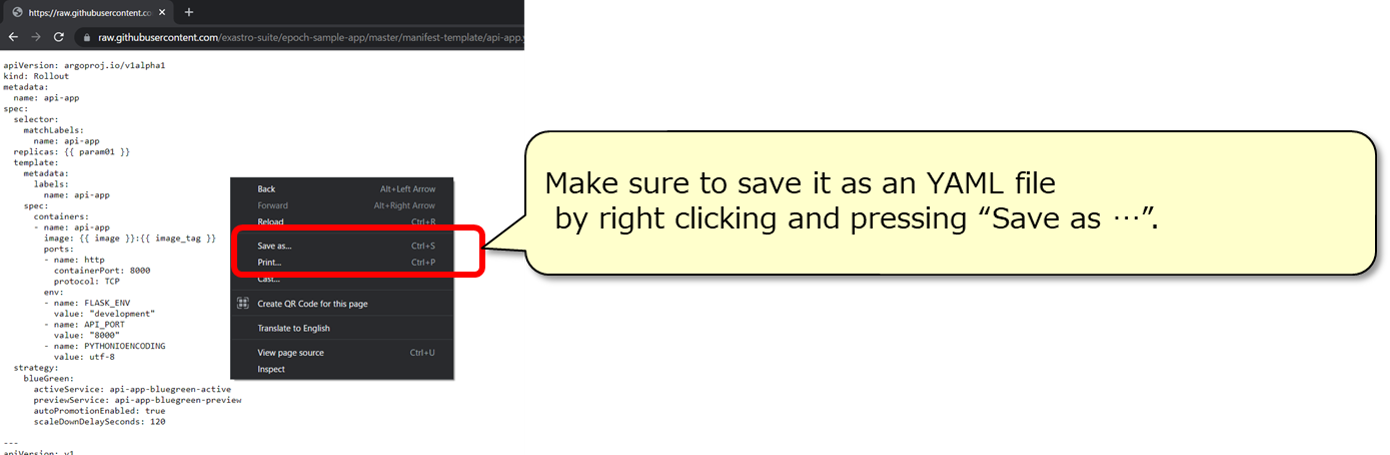 https://raw.githubusercontent.co
raw.githubusercontent.com/exastro-suite/epoch-sample-app/master/manifest-template/api-app.
apiVersion: argoproj.io/v1alpha1
kind: Rollout
metadata:
  name: api-app
spec:
  selector:
    matchLabels:
      name: api-app
  replicas: {{ param01 }}
  template:
    metadata:
      labels:
        name: api-app
    spec:
      containers:
      - name: api-app
        image: {{ image }}:{{ image_tag }}
        ports:
        - name: http
          containerPort: 8000
          protocol: TCP
        env:
        - name: FLASK_ENV
          value: "development"
        - name: API_PORT
          value: "8000"
        - name: PYTHONIOENCODING
          value: utf-8
  strategy:
    blueGreen:
      activeService: api-app-bluegreen-active
      previewService: api-app-bluegreen-preview
      autoPromotionEnabled: true
      scaleDownDelaySeconds: 120
---
apiVersion: v1
Back Alt+Left Arrow
Forward Alt+Right Arrow
Reload Ctrl+R
Save as... Ctrl+S
Print... Ctrl+P
Cast...
Create QR Code for this page
Translate to English
View page source Ctrl+U
Inspect
Make sure to save it as an YAML file
by right clicking and pressing “Save as …”.